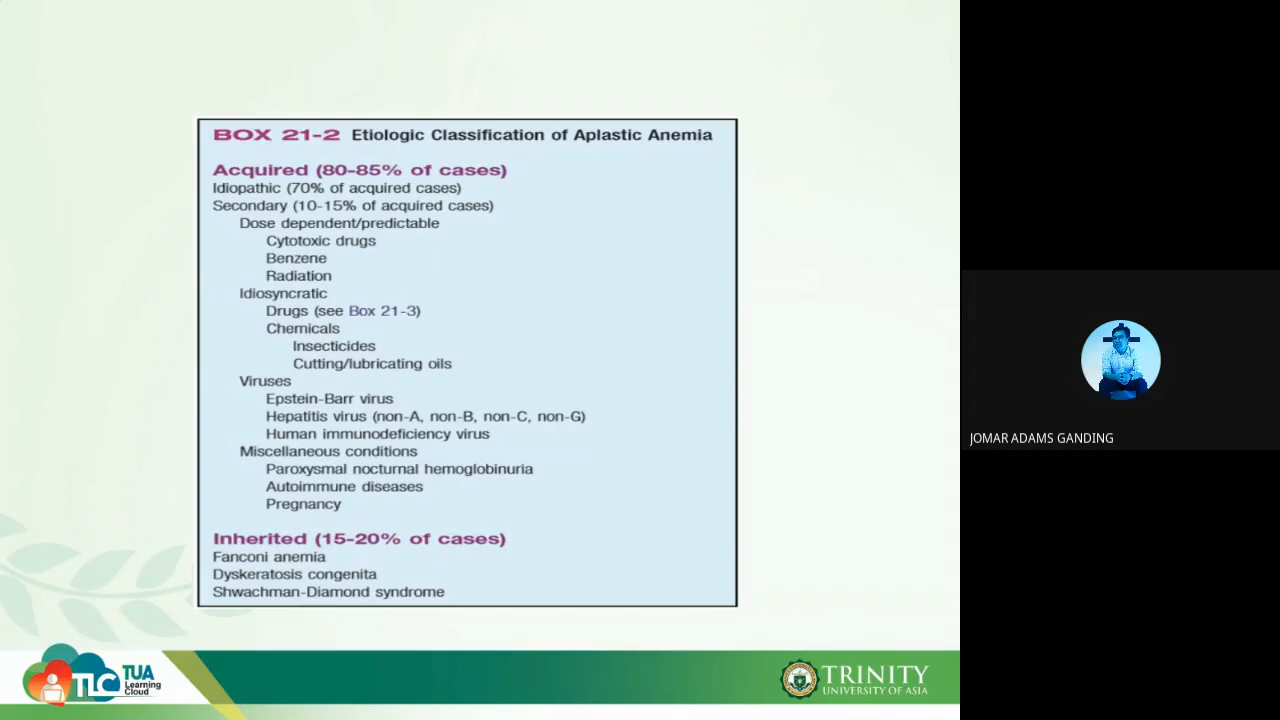 BOX 21-2 Etiologic Classification of Aplastic Anemia
Acquired (80-85% of cases)
Idiopathic (70% of acquired cases)
Secondary (10-15% of acquired cases)
Dose dependent/predictable
Cytotoxic drugs
Benzene
Radiation
Idiosyncratic
Drugs (see Box 21-3)
Chemicals
Insecticides
Cutting/lubricating oils
Viruses
Epstein-Barr virus
Hepatitis virus (non-A, non-B, non-C, non-G)
Human immunodeficiency virus
Miscellaneous conditions
Paroxysmal nocturnal hemoglobinuria
Autoimmune diseases
Pregnancy
Inherited (15-20% of cases)
Fanconi anemia
Dyskeratosis congenita
Shwachman-Diamond syndrome
TLC TUA
Learning
Cloud
TRINITY
UNIVERSITY OF ASIA
JOMAR ADAMS GANDING